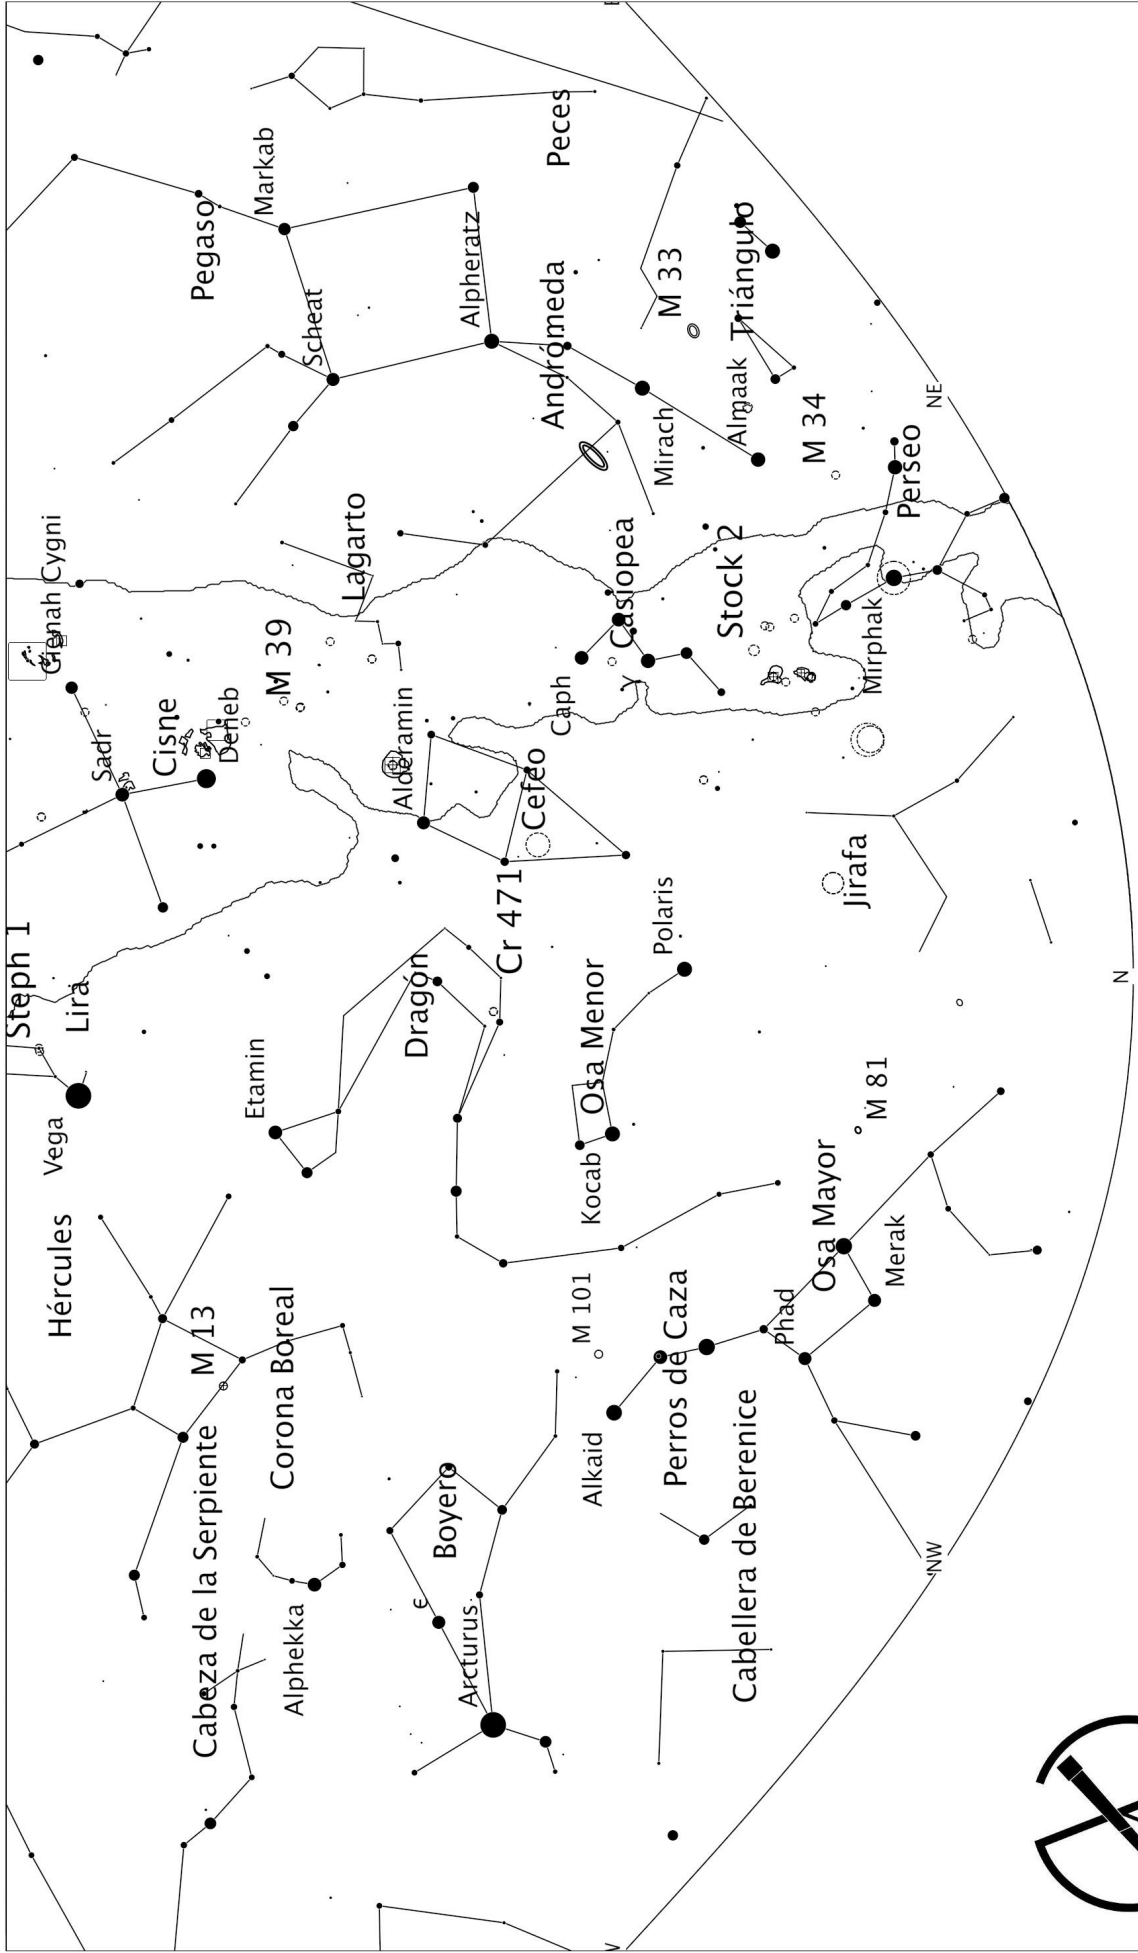 Peces
Markab
Pegaso
Alpheratz
M 33
Triángulo
Scheat
Andrómeda
Almaak
NE
M 34
Mirach
Perseo
Gienah Cygni
Lagarto
Casiopea
Stock 2
M 39
Mirphak
Caph
γ
Deneb
Cisne
Sadr
Alderamin
Cefeo
Jirafa
Cr 471
Polaris
Steph 1
Lira
Dragon
N
Osa Menor
Etamin
M 81
Vega
Kocab
Osa Mayor
Merak
Hércules
M 13
M 101
Phad
Corona Boreal
Perros de Caza
Alkaid
Boyero
Cabellera de Berenice
NW
Cabeza de la Serpiente
ϵ
Arcturus
Alphekka